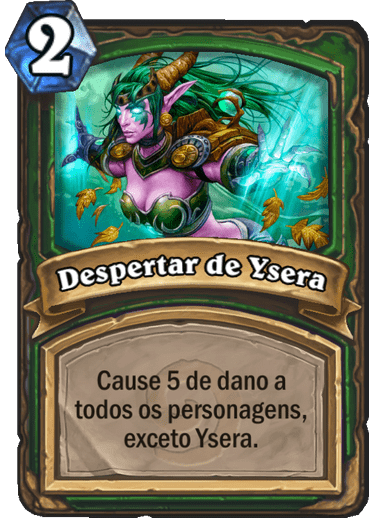 2
Despertar de Ysera
Cause 5 de dano a
todos os personagens,
exceto Ysera.